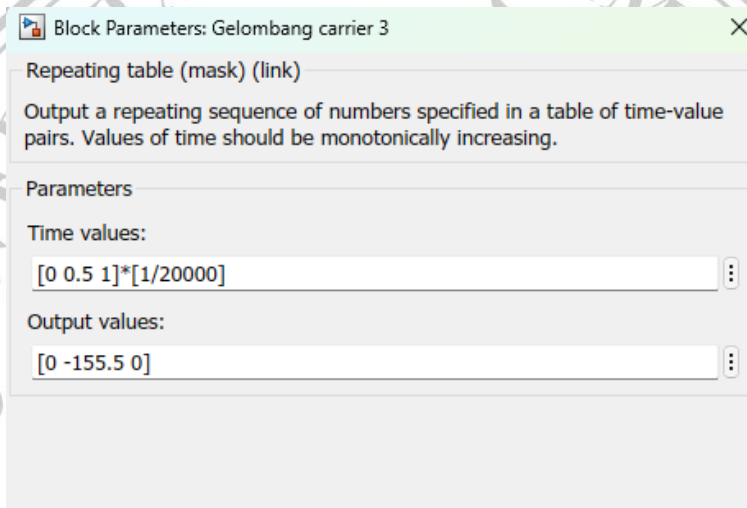 Block Parameters: Gelombang carrier 3
Repeating table (mask) (link)
Output a repeating sequence of numbers specified in a table of time-value
pairs. Values of time should be monotonically increasing.
Parameters
Time values:
[0 0.5 1]*[1/20000]
Output values:
[0 -155.5 0]